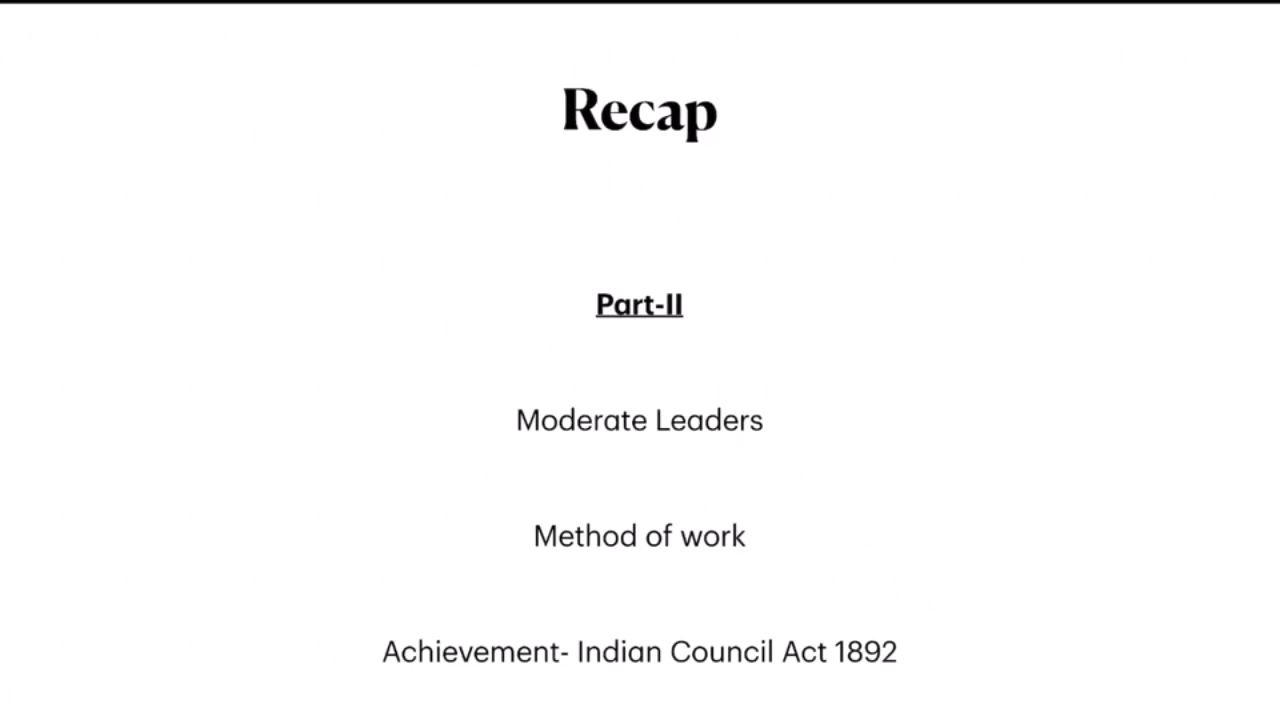 Recap
Part-II
Moderate Leaders
Method of work
Achievement- Indian Council Act 1892